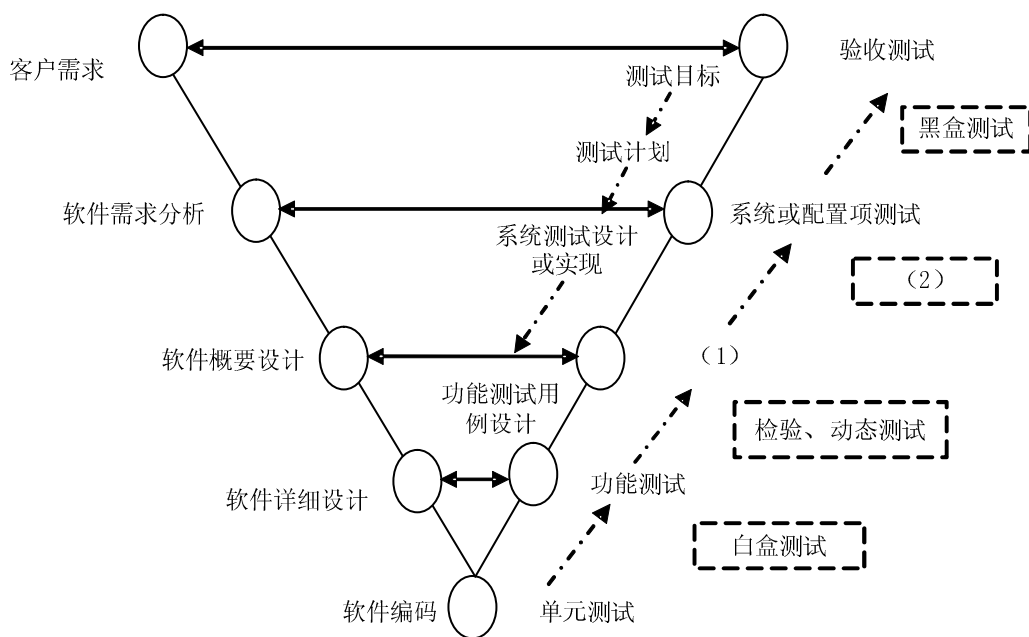 验收测试
客户需求
测试目标
黑盒测试
测试计划
软件需求分析
系统或配置项测试
系统测试设计
或实现
（2）
软件概要设计
（1）
功能测试用
例设计
检验、动态测试
软件详细设计
功能测试
白盒测试
软件编码
单元测试